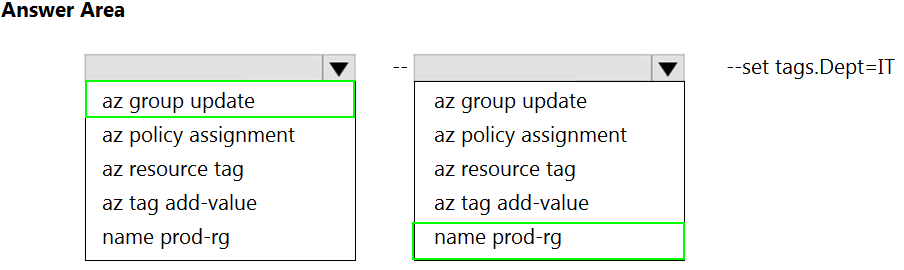 Answer Area
-- --set tags.Dept=IT
az group update az group update
az policy assignment az policy assignment
az resource tag az resource tag
az tag add-value az tag add-value
name prod-rg name prod-rg